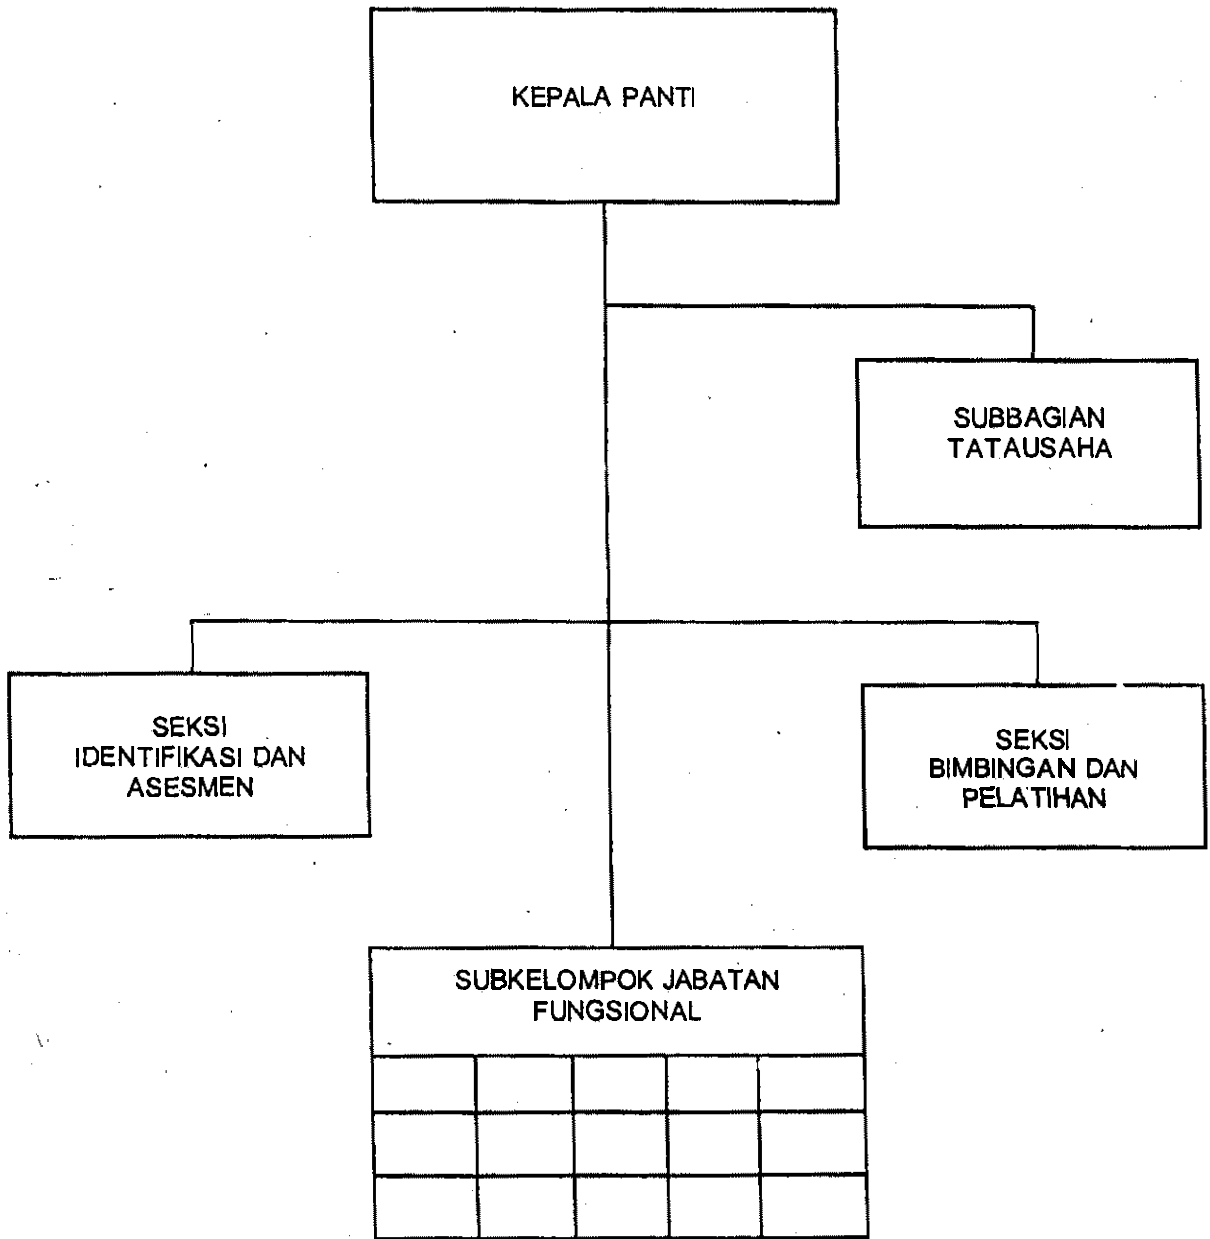 KEPALA PANTI
SUBBAGIAN
TATAUSAHA
SEKSI
IDENTIFIKASI DAN
ASESMEN
SEKSI
BIMBINGAN DAN
PELATIHAN
SUBKELOMPOK JABATAN
FUNGSIONAL